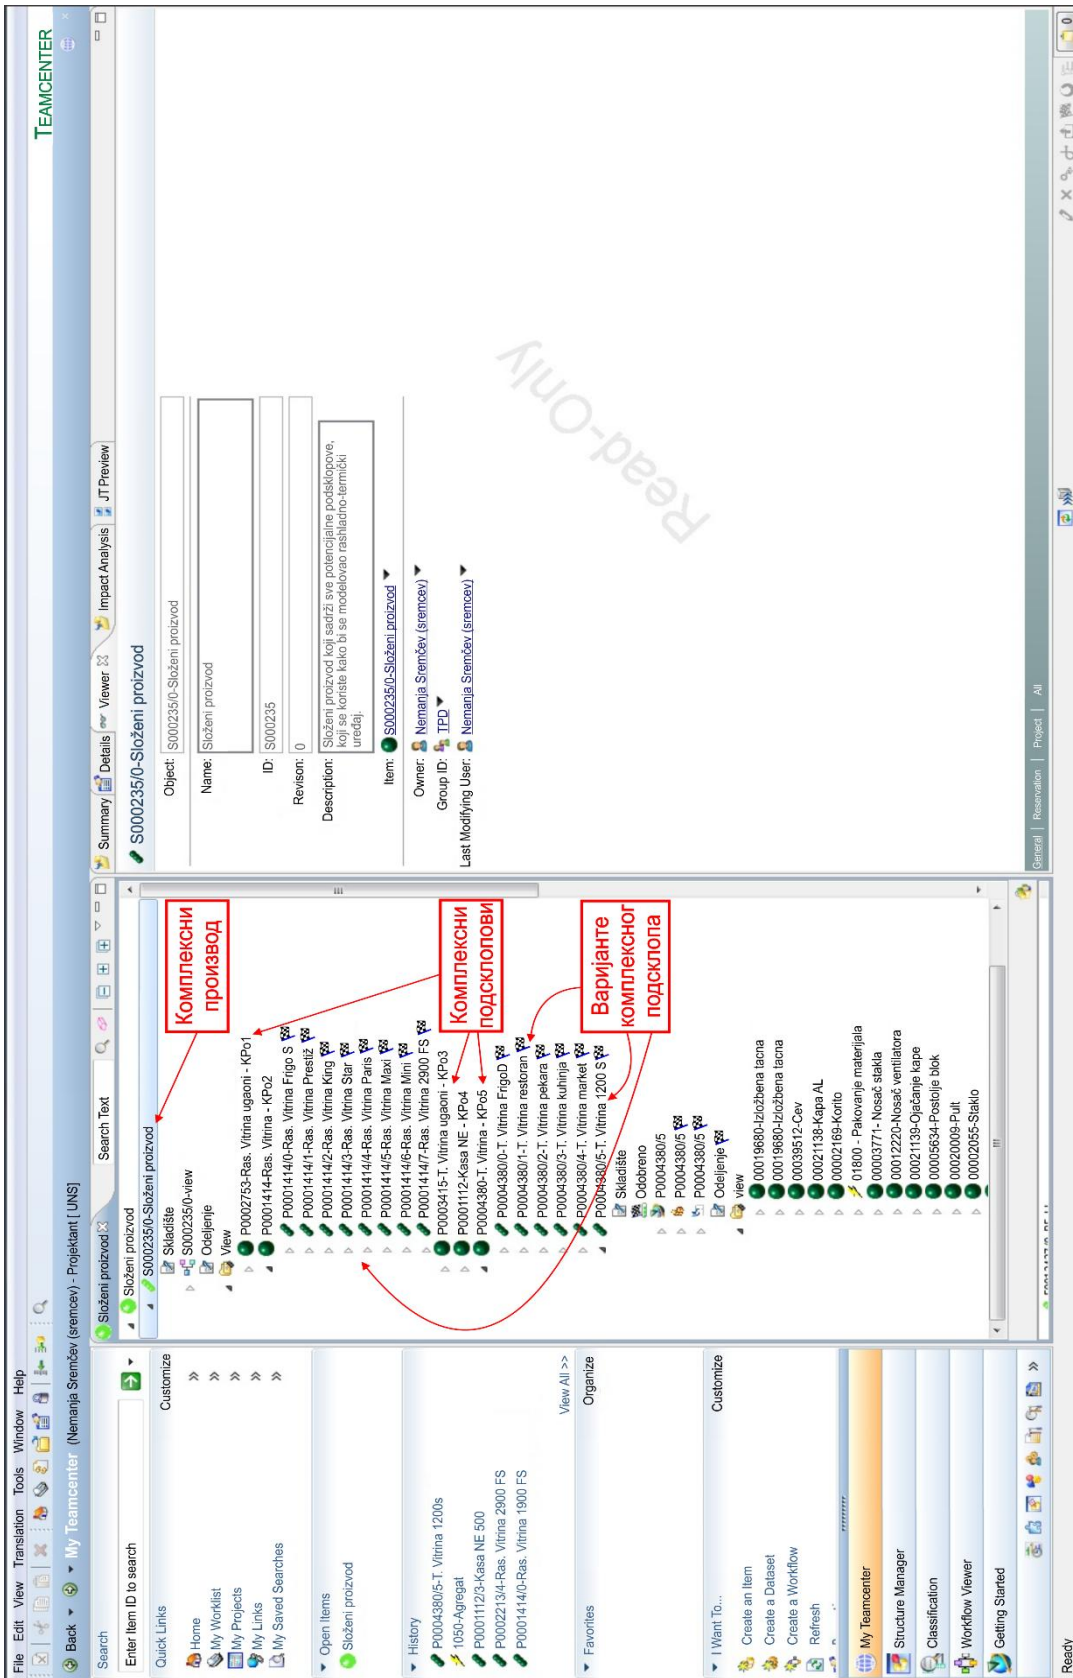 File Edit View Translation Tools Window Help
TEAMCENTER
Back My Teamcenter (Nemanja Sremčev (sremcev) - Projektant [ UNS]
Search
Enter Item ID to search
Quick Links Customize
Home
My Worklist
My Projects
My Links
My Saved Searches
Open Items
Složeni proizvod
History
P0004380/5-T. Vitrina 1200s
1050-Agregat
P0001112/3-Kasa NE 500
P0002213/4-Ras. Vitrina 2900 FS
P0001414/0-Ras. Vitrina 1900 FS
View All >>
Favorites Organize
I Want To... Customize
Create an Item
Create a Dataset
Create a Workflow
Refresh
My Teamcenter
Structure Manager
Classification
Workflow Viewer
Getting Started
Ready
Složeni proizvod Search Text
Složeni proizvod
S000235/0-Složeni proizvod
Skladište
S000235/0-view
Odeljenje
View
P0002753-Ras. Vitrina ugaoni - KPo1
P0001414-Ras. Vitrina - KPo2
P0001414/0-Ras. Vitrina Frigo S
P0001414/1-Ras. Vitrina Prestiž
P0001414/2-Ras. Vitrina King
P0001414/3-Ras. Vitrina Star
P0001414/4-Ras. Vitrina Paris
P0001414/5-Ras. Vitrina Maxi
P0001414/6-Ras. Vitrina Mini
P0001414/7-Ras. Vitrina 2900 FS
P0003415-T. Vitrina ugaoni - KPo3
P0001112-Kasa NE - KPo4
P0004380-T. Vitrina - KPo5
P0004380/0-T. Vitrina FrigoD
P0004380/1-T. Vitrina restoran
P0004380/2-T. Vitrina pekara
P0004380/3-T. Vitrina kuhinja
P0004380/4-T. Vitrina market
P0004380/5-T. Vitrina 1200 S
Skladište
Odobreno
P0004380/5
P0004380/5
P0004380/5
Odeljenje
view
00019680-Izložbena tacna
00019680-Izložbena tacna
00039512-Cev
00021138-Kapa AL
00002169-Korito
01800 - Pakovanje materijala
00003771- Nosač stakla
00012220-Nosač ventilatora
00021139-Ojačanje kape
00005634-Postolje blok
00020009-Pult
00002055-Staklo
Комплексни
производ
Комплексни
подсклопови
Варијанте
комплексног
подсклопа
Summary Details Viewer Impact Analysis JT Preview
S000235/0-Složeni proizvod
Object: S000235/0-Složeni proizvod
Name: Složeni proizvod
ID: S000235
Revison: 0
Description: Složeni proizvod koji sadrži sve potencijalne podsklopove,
koji se koriste kako bi se modelovao rashladno-termički
uređaj.
Item: S000235/0-Složeni proizvod
Owner: Nemanja Sremčev (sremcev)
Group ID: TPD
Last Modifying User: Nemanja Sremčev (sremcev)
Read-Only
General | Reservation | Project | All
0